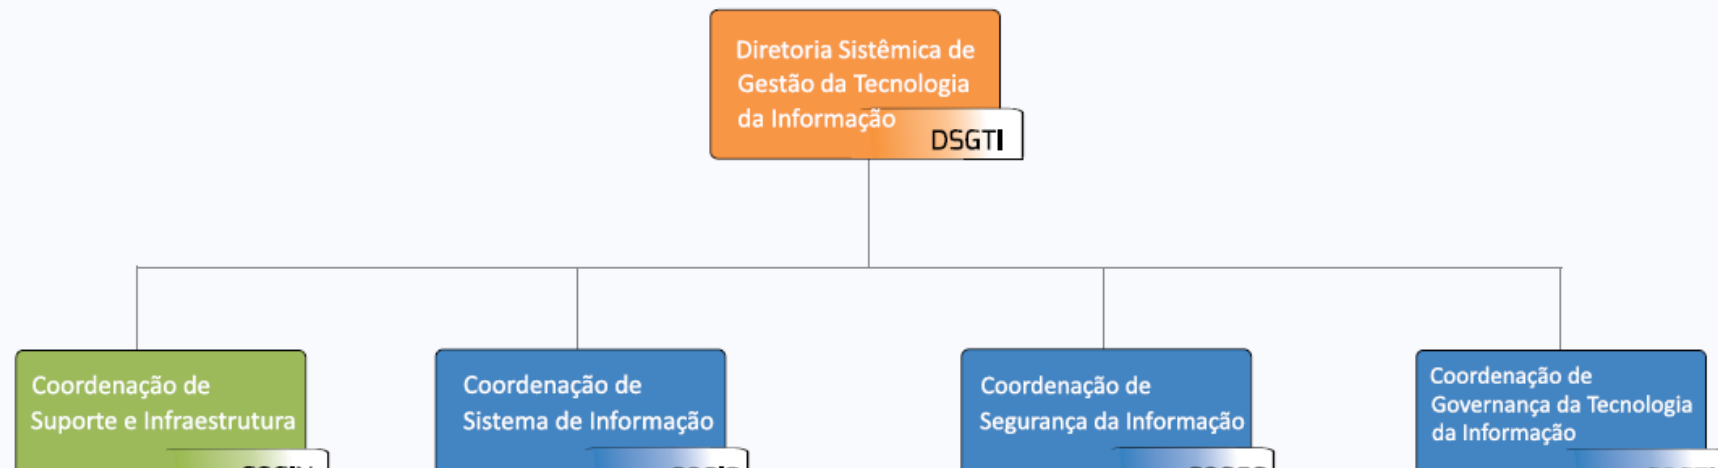 Diretoria Sistêmica de
Gestão da Tecnologia
da Informação
DSGTI
Coordenação de
Suporte e Infraestrutura
Coordenação de
Sistema de Informação
Coordenação de
Segurança da Informação
Coordenação de
Governança da Tecnologia
da Informação